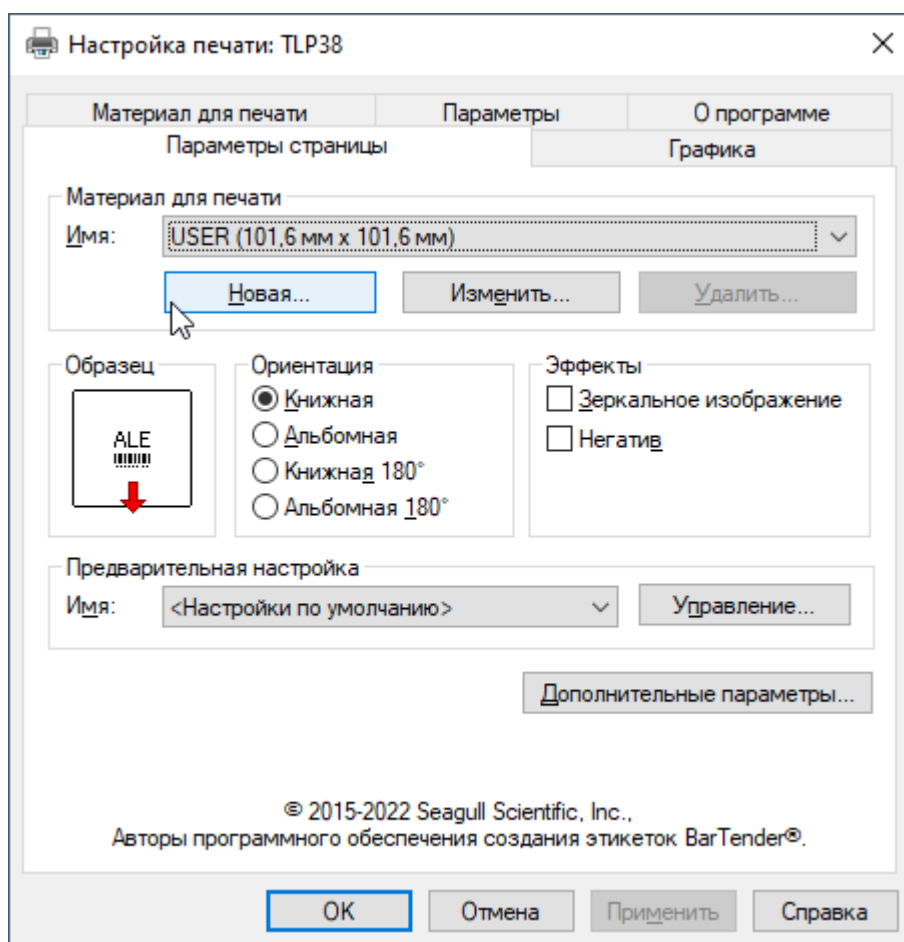 Настройка печати: TLP38
Материал для печати
Параметры
О программе
Параметры страницы
Графика
Материал для печати
Имя:
USER (101,6 мм x 101,6 мм)
Новая...
Изменить...
Удалить...
Образец
ALE
Ориентация
Книжная
Альбомная
Книжная 180°
Альбомная 180°
Эффекты
Зеркальное изображение
Негатив
Предварительная настройка
Имя:
<Настройки по умолчанию>
Управление...
Дополнительные параметры...
© 2015-2022 Seagull Scientific, Inc.,
Авторы программного обеспечения создания этикеток BarTender®.
OK
Отмена
Применить
Справка